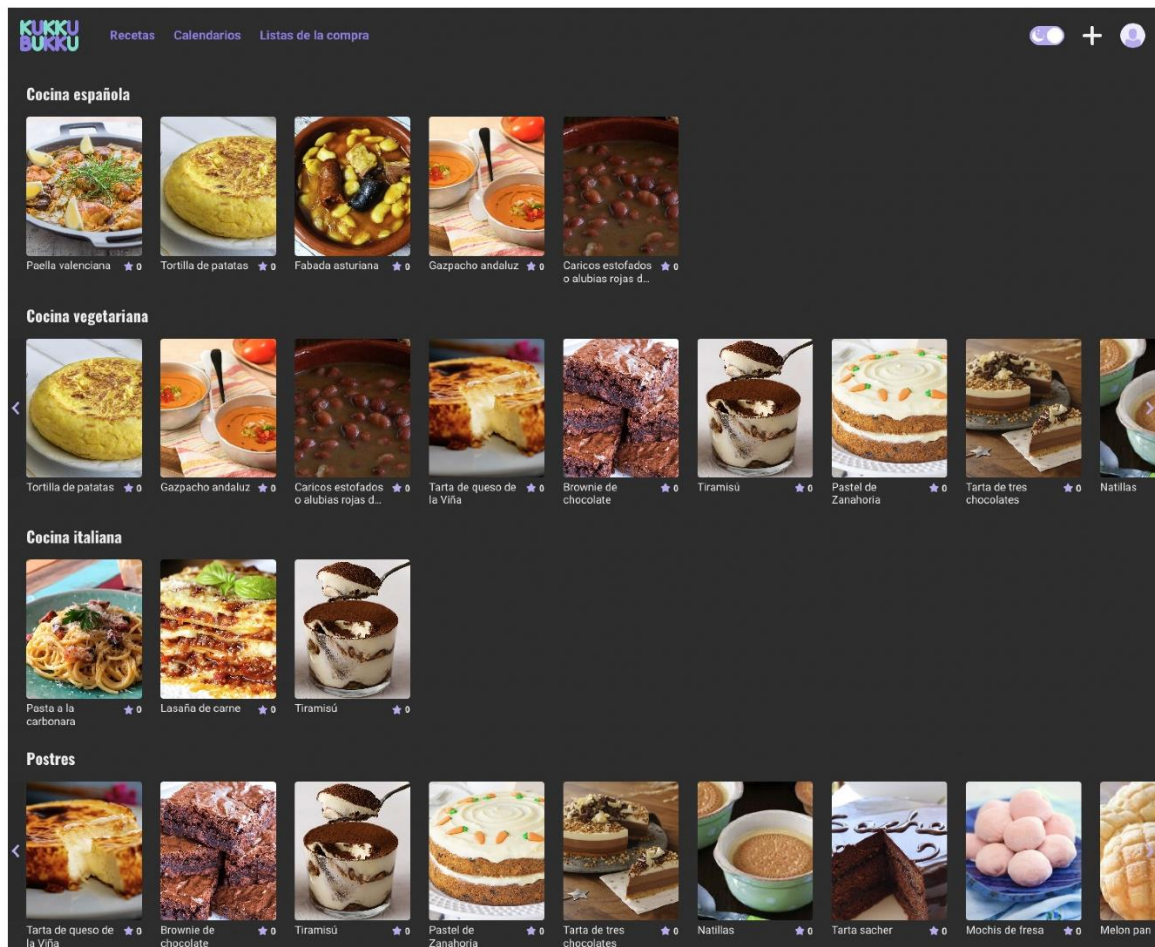 KUKKU
BUKKU
Recetas Calendarios Listas de la compra
Cocina española
Paella valenciana 0
Tortilla de patatas 0
Fabada asturiana 0
Gazpacho andaluz 0
Caricos estofados 0
o alubias rojas d...
Cocina vegetariana
Tortilla de patatas 0
Gazpacho andaluz 0
Caricos estofados 0
o alubias rojas d...
Tarta de queso de 0
la Viña
Brownie de 0
chocolate
Tiramisú 0
Pastel de 0
Zanahoria
Tarta de tres 0
chocolates
Natillas
Cocina italiana
Pasta a la 0
carbonara
Lasaña de carne 0
Tiramisú 0
Postres
Tarta de queso de 0
la Viña
Brownie de 0
chocolate
Tiramisú 0
Pastel de 0
Zanahoria
Tarta de tres 0
chocolates
Natillas 0
Tarta sacher 0
Mochis de fresa 0
Melon pan